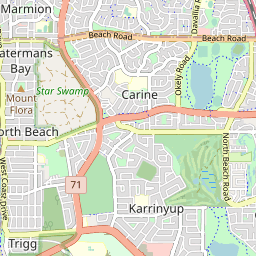 Marmion
Beach Road
Beach Road
Davallia
Watermans
Bay
Okely Road
Star Swamp
Carine
Mount
Flora
North Beach
North Beach Road
West Coast Drive
71
Karrinyup
Trigg